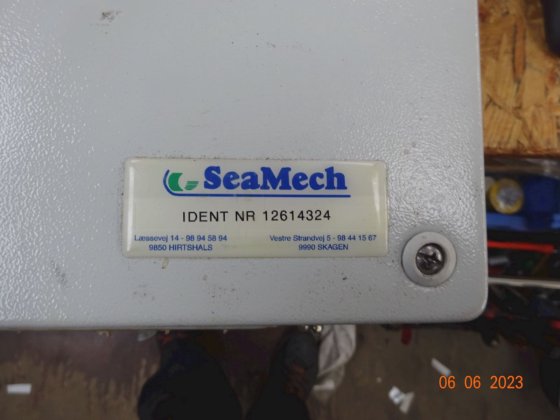 SeaMech
IDENT NR 12614324
Læssevej 14 - 98 94 58 94
9850 HIRTSHALS
Vestre Strandvej 5 - 98 44 15 67
9990 SKAGEN
06 06 2023